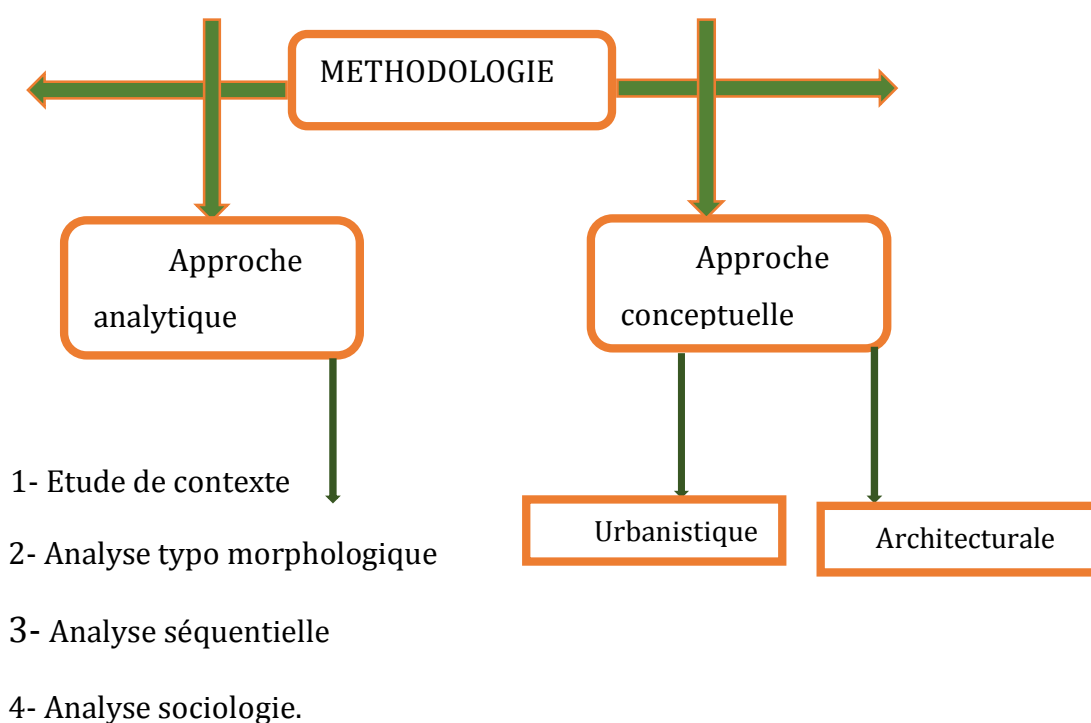 METHODOLOGIE
Approche
analytique
Approche
conceptuelle
1- Etude de contexte
2- Analyse typo morphologique
3- Analyse séquentielle
4- Analyse sociologie.
Urbanistique
Architecturale